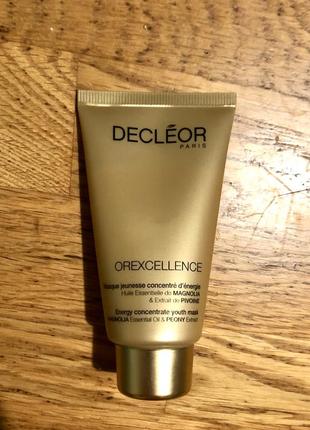 DECLÉOR
PARIS
OREXCELLENCE
Masque jeunesse concentré d'énergie
Huile Essentielle de MAGNOLIA
& Extrait de PIVOINE
Energy concentrate youth mask
MAGNOLIA Essential Oil & PEONY Extract